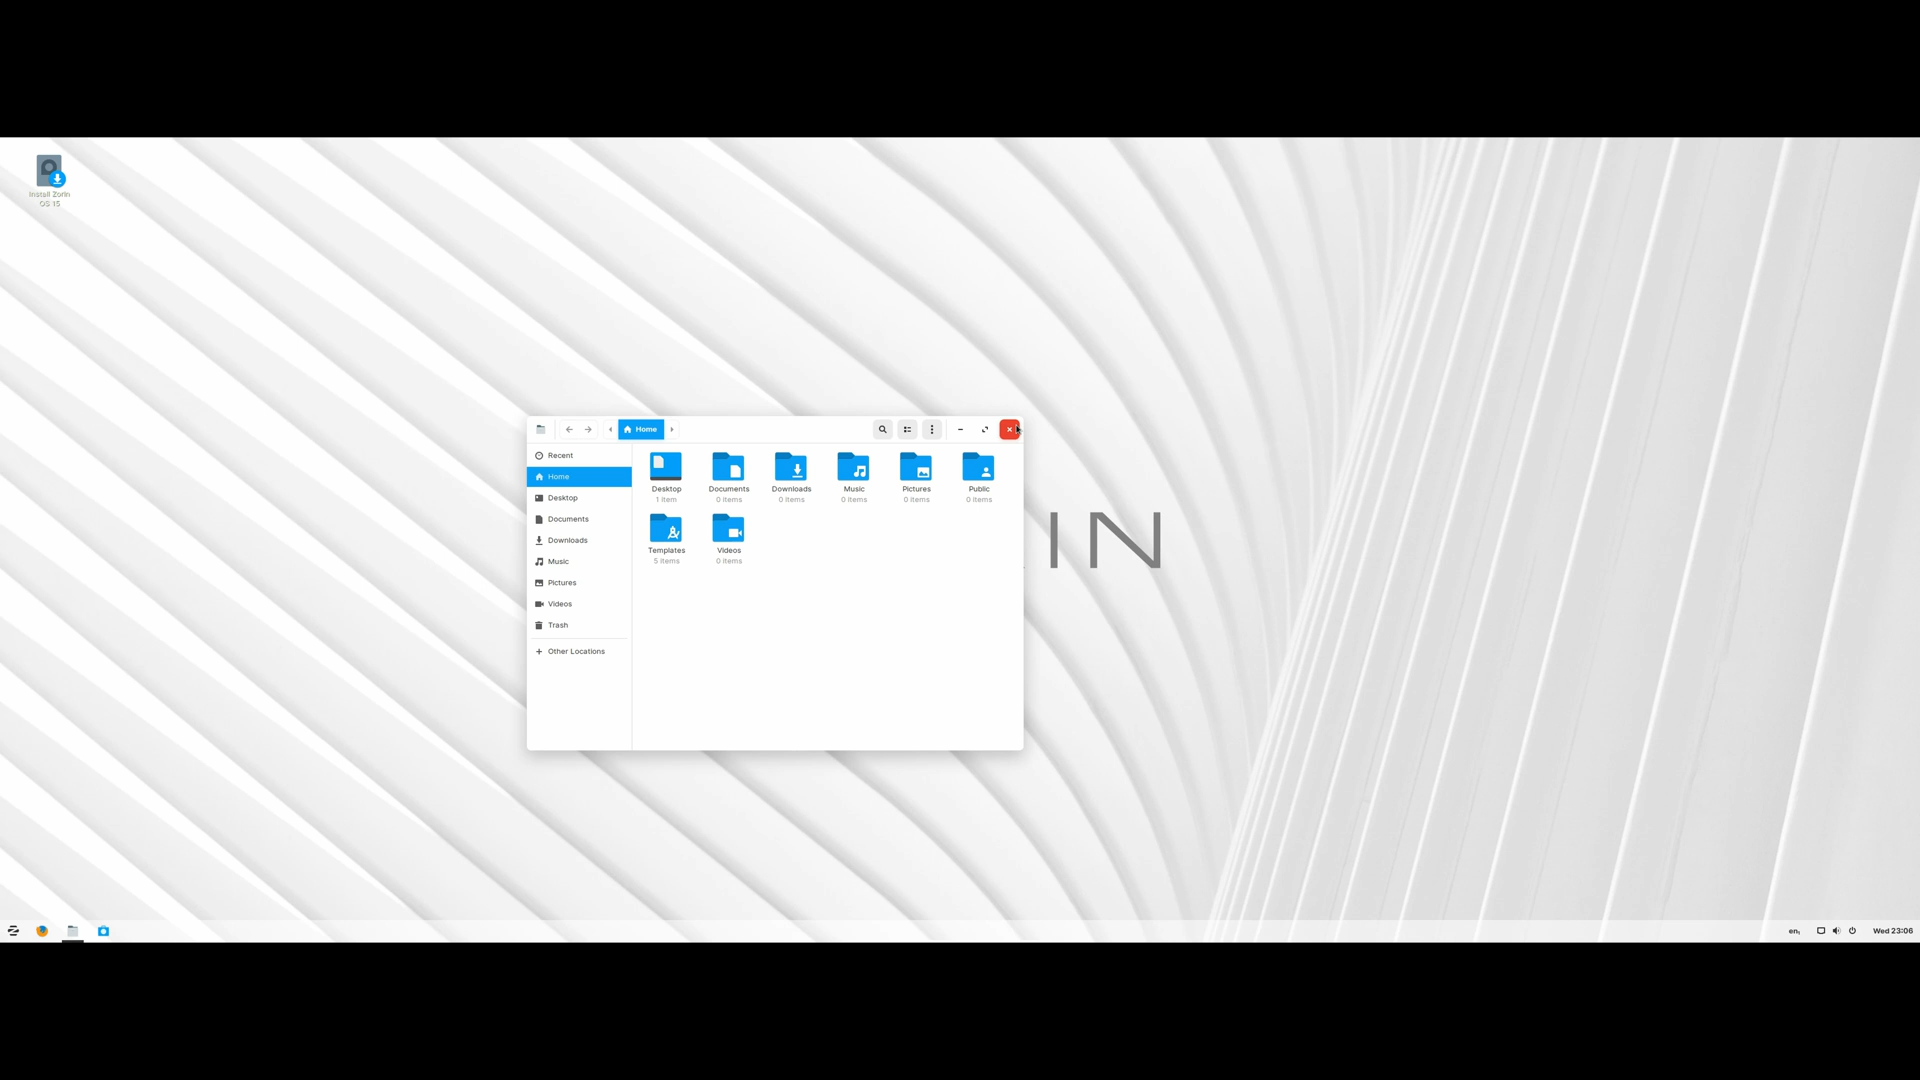 Install Zorin
OS 15
Home
Recent
Home
Desktop
Documents
Downloads
Music
Pictures
Videos
Trash
Other Locations
Desktop
1 item
Documents
0 items
Downloads
0 items
Music
0 items
Pictures
0 items
Public
0 items
Templates
5 items
Videos
0 items
IN
en₁
Wed 23:06